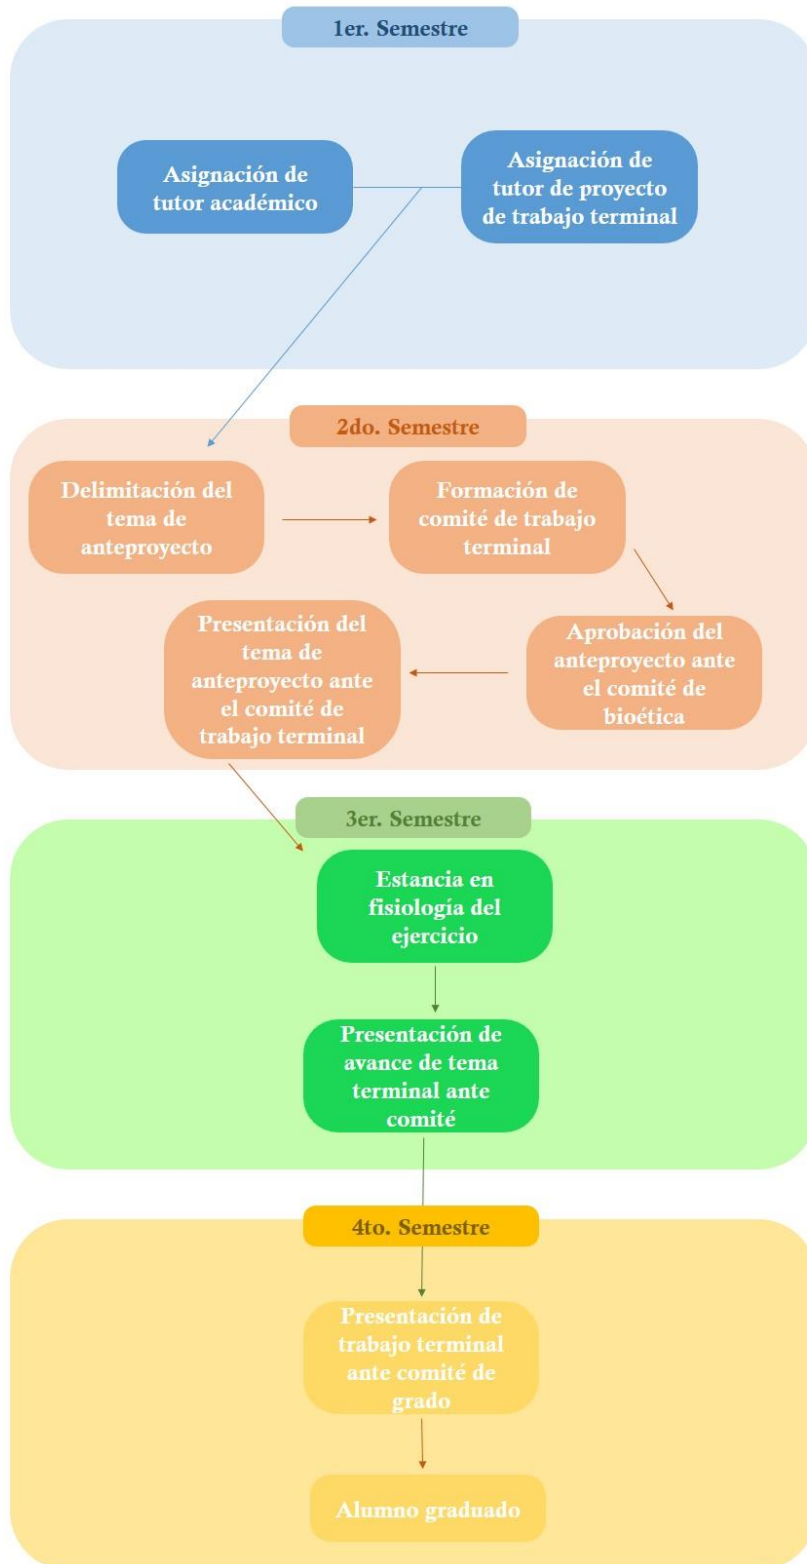 1er. Semestre
Asignación de
tutor académico
Asignación de
tutor de proyecto
de trabajo terminal
2do. Semestre
Delimitación del
tema de
anteproyecto
Formación de
comité de trabajo
terminal
Aprobación del
anteproyecto ante
el comité de
bioética
Presentación del
tema de
anteproyecto ante
el comité de
trabajo terminal
3er. Semestre
Estancia en
fisiología del
ejercicio
Presentación de
avance de tema
terminal ante
comité
4to. Semestre
Presentación de
trabajo terminal
ante comité de
grado
Alumno graduado